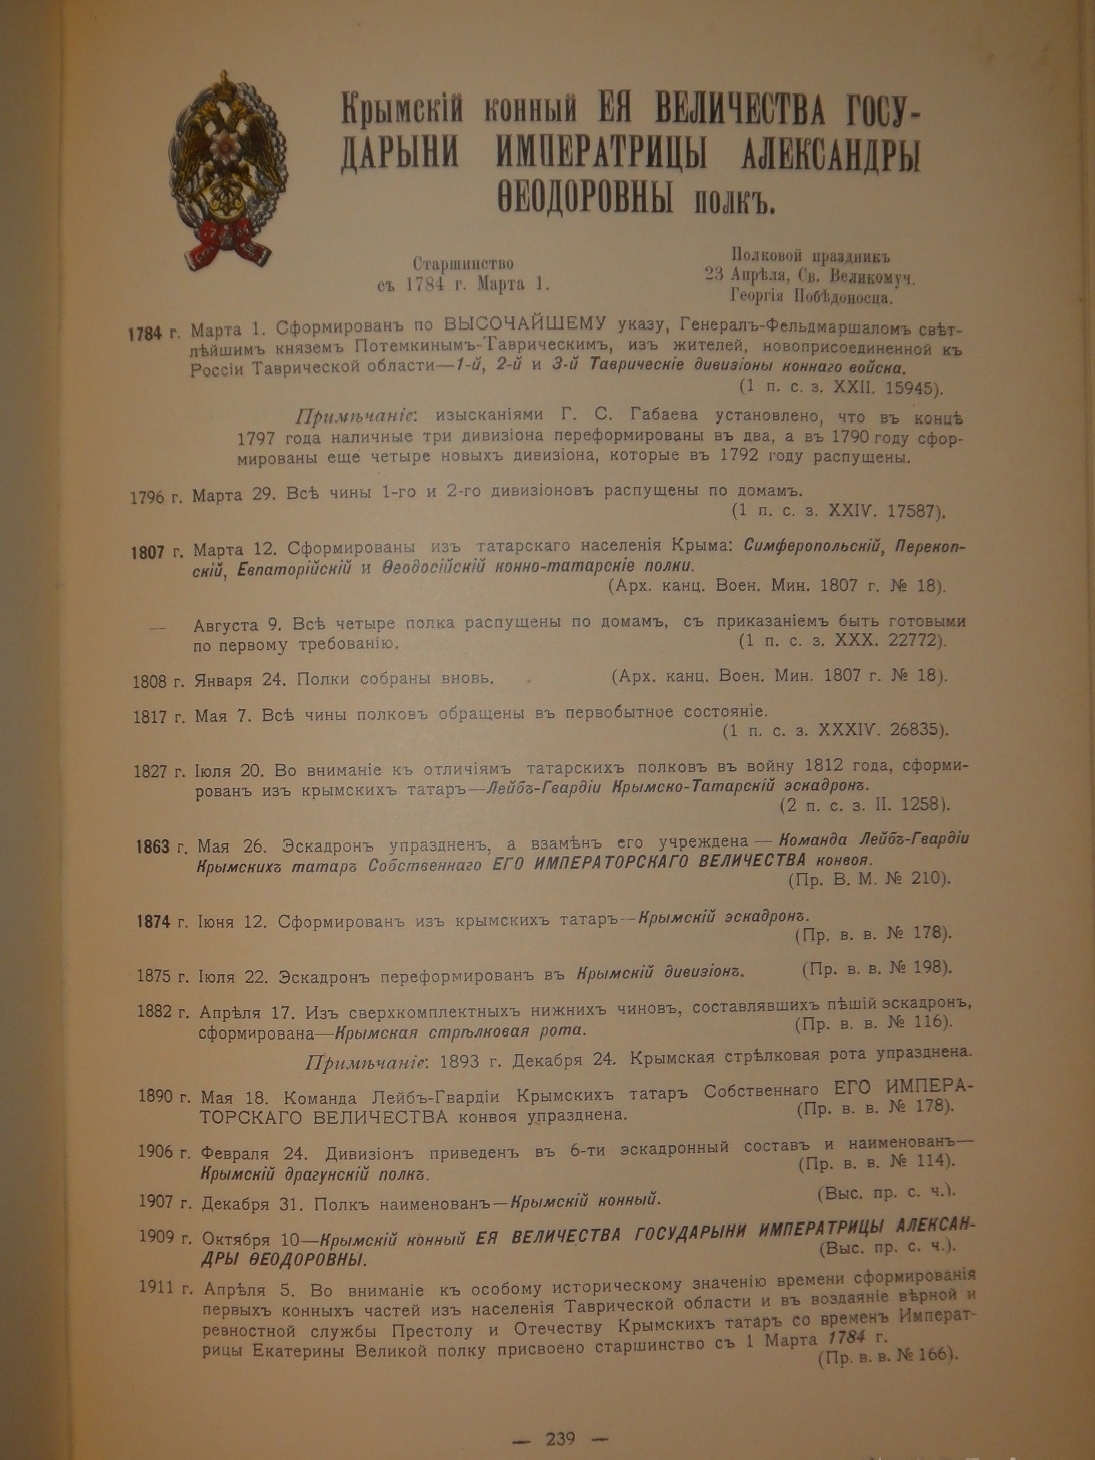 Крымскій конный ЕЯ ВЕЛИЧЕСТВА ГОСУ-
ДАРЫНИ ИМПЕРАТРИЦЫ АЛЕКСАНДРЫ
ѲЕОДОРОВНЫ полкъ.
Старшинство
съ 1784 г. Марта 1.
Полковой праздникъ
23 Апрѣля, Св. Великомуч.
Георгія Побѣдоносца.
1784 г. Марта 1. Сформированъ по ВЫСОЧАЙШЕМУ указу, Генералъ-Фельдмаршаломъ свѣт-
лѣйшимъ княземъ Потемкинымъ-Таврическимъ, изъ жителей, новоприсоединенной къ
Россіи Таврической области—1-й, 2-й и 3-й Таврическіе дивизіоны коннаго войска.
(1 п. с. з. XXII. 15945).
Примѣчаніе: изысканіями Г. С. Габаева установлено, что въ концѣ
1797 года наличные три дивизіона переформированы въ два, а въ 1790 году сфор-
мированы еще четыре новыхъ дивизіона, которые въ 1792 году распущены.
1796 г. Марта 29. Всѣ чины 1-го и 2-го дивизіоновъ распущены по домамъ.
(1 п. с. з. XXIV. 17587).
1807 г. Марта 12. Сформированы изъ татарскаго населенія Крыма: Симферопольскій, Перекоп-
скій, Евпаторійскій и Ѳеодосійскій конно-татарскіе полки.
(Арх. канц. Воен. Мин. 1807 г. № 18).
— Августа 9. Всѣ четыре полка распущены по домамъ, съ приказаніемъ быть готовыми
по первому требованію. (1 п. с. з. XXX. 22772).
1808 г. Января 24. Полки собраны вновь. (Арх. канц. Воен. Мин. 1807 г. № 18).
1817 г. Мая 7. Всѣ чины полковъ обращены въ первобытное состояніе.
(1 п. с. з. XXXIV. 26835).
1827 г. Іюля 20. Во вниманіе къ отличіямъ татарскихъ полковъ въ войну 1812 года, сформи-
рованъ изъ крымскихъ татаръ—Лейбъ-Гвардіи Крымско-Татарскій эскадронъ.
(2 п. с. з. II. 1258).
1863 г. Мая 26. Эскадронъ упраздненъ, а взамѣнъ его учреждена — Команда Лейбъ-Гвардіи
Крымскихъ татаръ Собственнаго ЕГО ИМПЕРАТОРСКАГО ВЕЛИЧЕСТВА конвоя.
(Пр. В. М. № 210).
1874 г. Іюня 12. Сформированъ изъ крымскихъ татаръ—Крымскій эскадронъ.
(Пр. в. в. № 178).
1875 г. Іюля 22. Эскадронъ переформированъ въ Крымскій дивизіонъ. (Пр. в. в. № 198).
1882 г. Апрѣля 17. Изъ сверхкомплектныхъ нижнихъ чиновъ, составлявшихъ пѣшій эскадронъ,
сформирована—Крымская стрѣлковая рота. (Пр. в. в. № 116).
Примѣчаніе: 1893 г. Декабря 24. Крымская стрѣлковая рота упразднена.
1890 г. Мая 18. Команда Лейбъ-Гвардіи Крымскихъ татаръ Собственнаго ЕГО ИМПЕРА-
ТОРСКАГО ВЕЛИЧЕСТВА конвоя упразднена. (Пр. в. в. № 178).
1906 г. Февраля 24. Дивизіонъ приведенъ въ 6-ти эскадронный составъ и наименованъ—
Крымскій драгунскій полкъ. (Пр. в. в. № 114).
1907 г. Декабря 31. Полкъ наименованъ—Крымскій конный. (Выс. пр. с. ч.).
1909 г. Октября 10—Крымскій конный ЕЯ ВЕЛИЧЕСТВА ГОСУДАРЫНИ ИМПЕРАТРИЦЫ АЛЕКСАН-
ДРЫ ѲЕОДОРОВНЫ. (Выс. пр. с. ч.).
1911 г. Апрѣля 5. Во вниманіе къ особому историческому значенію времени сформированія
первыхъ конныхъ частей изъ населенія Таврической области и въ воздаяніе вѣрной и
ревностной службы Престолу и Отечеству Крымскихъ татаръ со временъ Императ-
рицы Екатерины Великой полку присвоено старшинство съ 1 Марта 1784 г.
(Пр. в. в. № 166).
— 239 —